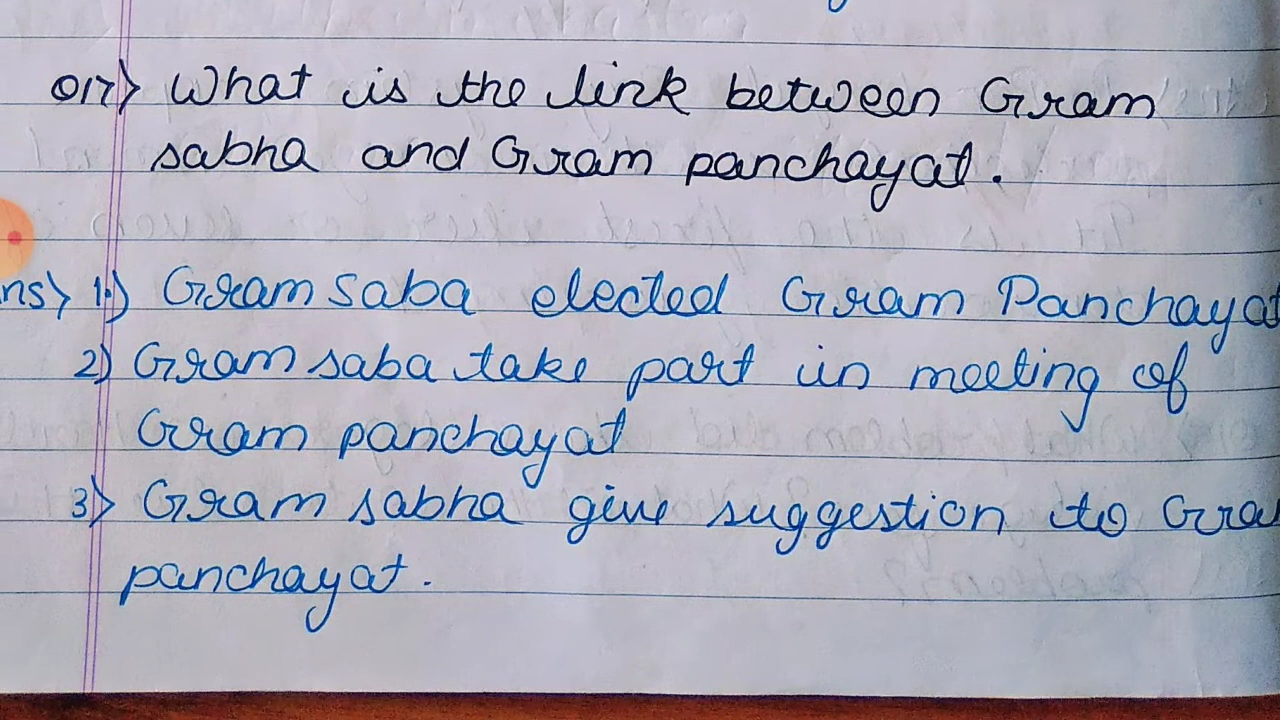 Q17) What is the link between Gram
sabha and Gram panchayat.
ns) 1.) Gram saba elected Gram Panchayat
2) Gram saba take part in meeting of
Gram panchayat
3) Gram sabha give suggestion to Gra
panchayat.